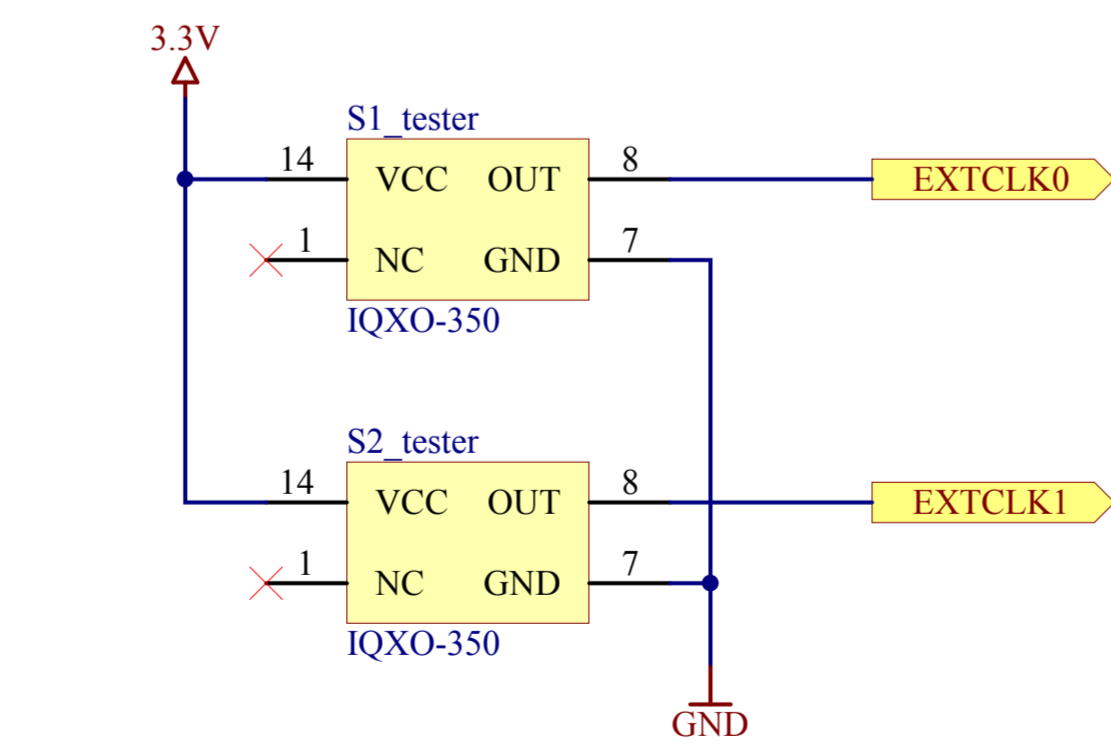 3.3V
S1_tester
14 VCC OUT 8 EXTCLK0
1 NC GND 7
IQXO-350
S2_tester
14 VCC OUT 8 EXTCLK1
1 NC GND 7
IQXO-350
GND